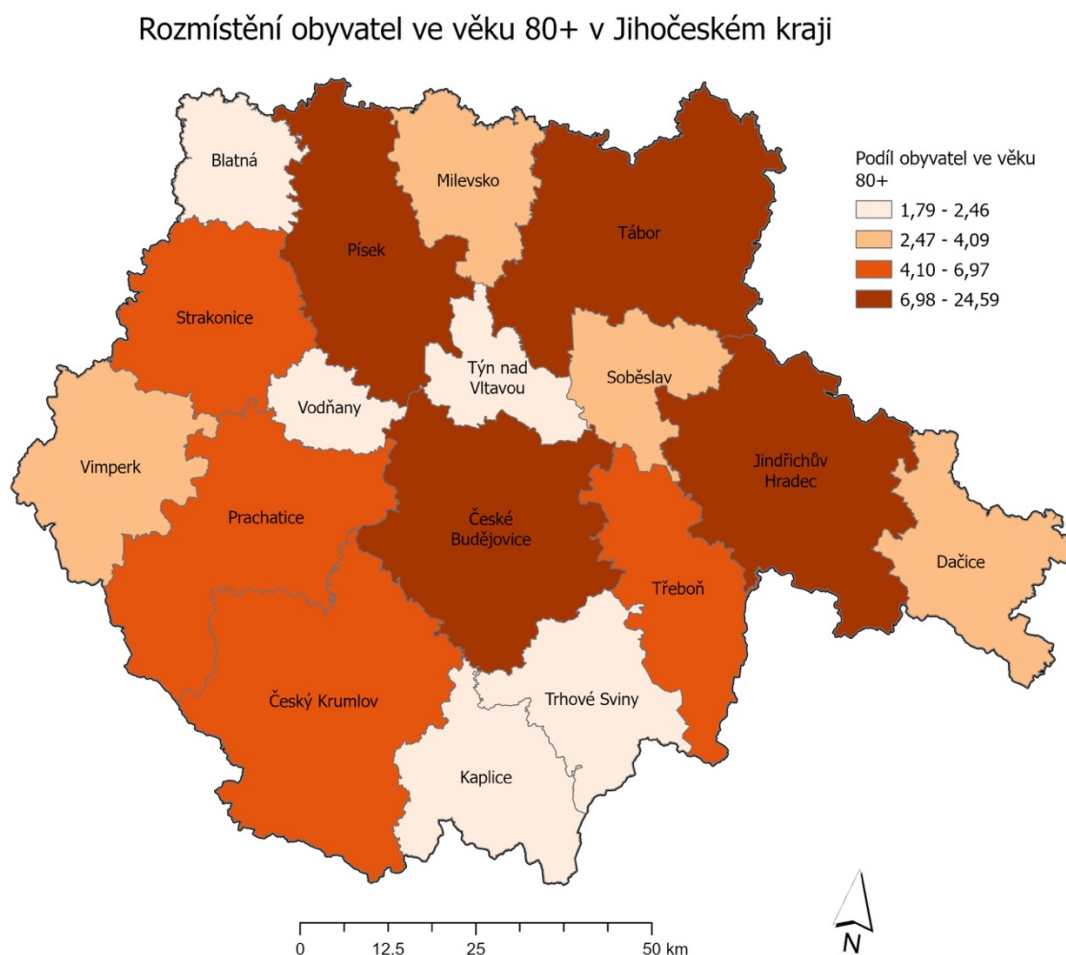 Rozmístění obyvatel ve věku 80+ v Jihočeském kraji
Blatná
Milevsko
Podíl obyvatel ve věku
80+
1,79 - 2,46
2,47 - 4,09
4,10 - 6,97
6,98 - 24,59
Tábor
Písek
Strakonice
Týn nad
Vltavou
Soběslav
Vodňany
Vimperk
Jindřichův
Hradec
Prachatice
České
Budějovice
Dačice
Třeboň
Český Krumlov
Trhové Sviny
Kaplice
0 12.5 25 50 km
N